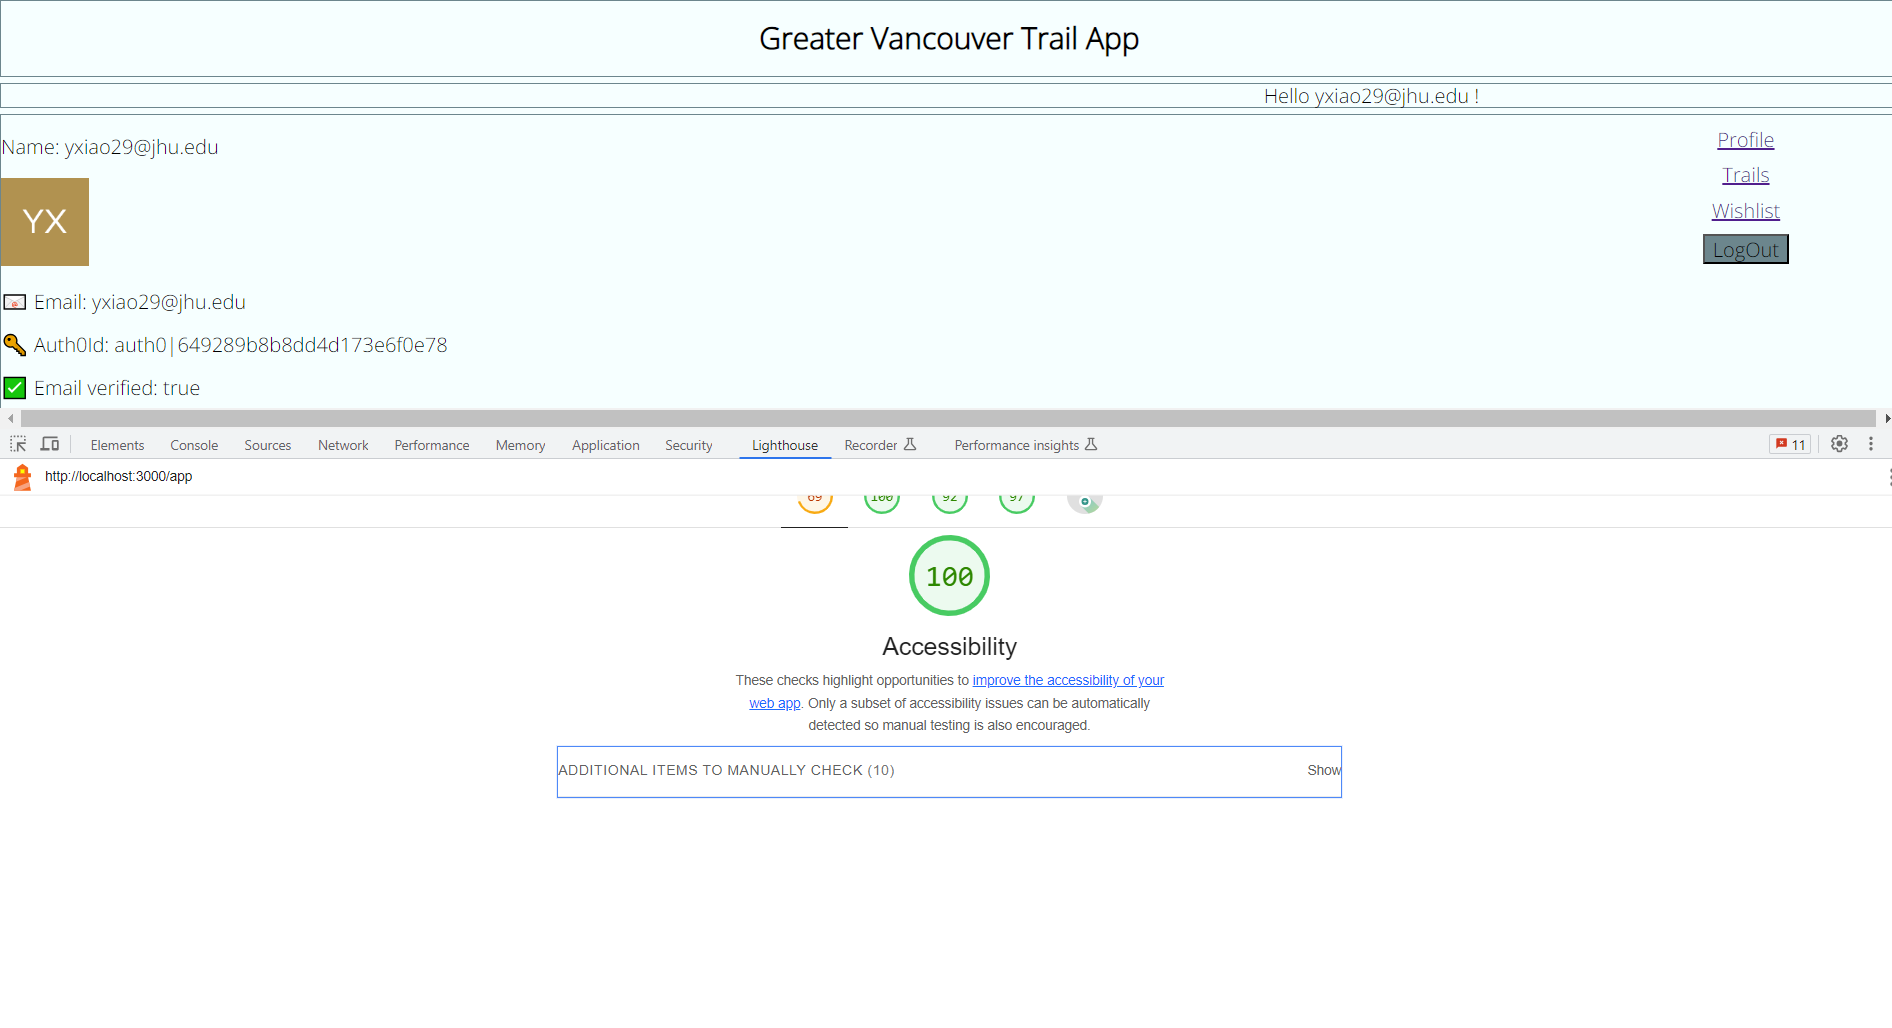 Greater Vancouver Trail App
Hello yxiao29@jhu.edu !
Name: yxiao29@jhu.edu
YX
Email: yxiao29@jhu.edu
Auth0Id: auth0|649289b8b8dd4d173e6f0e78
Email verified: true
Profile
Trails
Wishlist
LogOut
Elements Console Sources Network Performance Memory Application Security Lighthouse Recorder Performance insights 11
http://localhost:3000/app
69 100 92 97
100
Accessibility
These checks highlight opportunities to improve the accessibility of your
web app. Only a subset of accessibility issues can be automatically
detected so manual testing is also encouraged.
ADDITIONAL ITEMS TO MANUALLY CHECK (10) Show